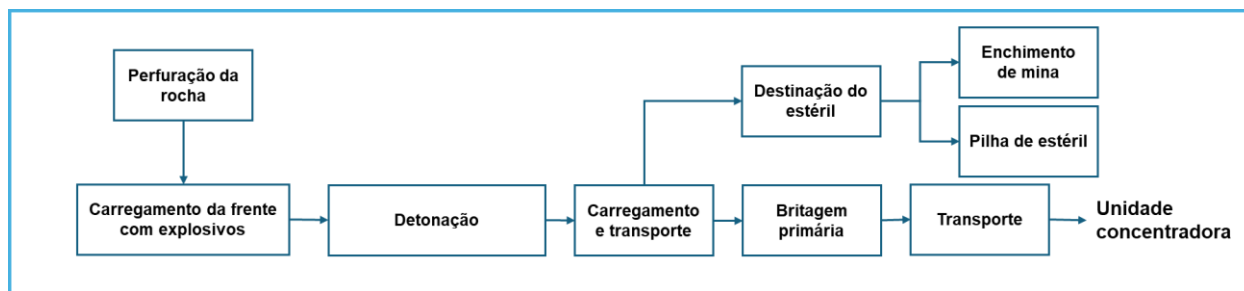 Perfuração da
rocha
Carregamento da frente
com explosivos
Detonação
Carregamento
e transporte
Destinação do
estéril
Enchimento
de mina
Pilha de estéril
Britagem
primária
Transporte
Unidade
concentradora